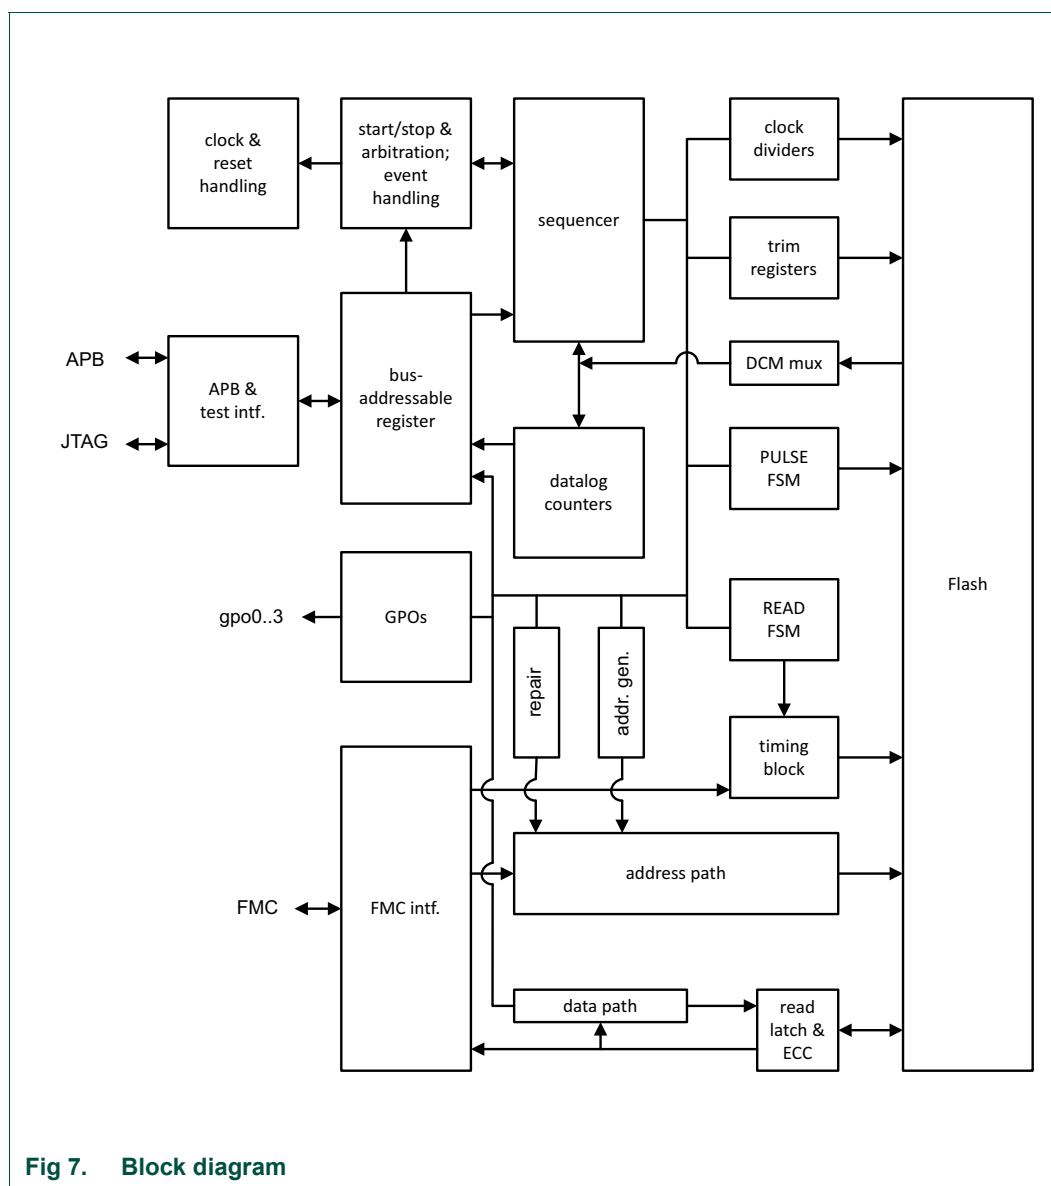 clock &
reset
handling
start/stop &
arbitration;
event
handling
sequencer
clock
dividers
trim
registers
APB
JTAG
APB &
test intf.
bus-
addressable
register
DCM mux
datalog
counters
PULSE
FSM
Flash
gpo0..3
GPOs
repair
addr. gen.
READ
FSM
timing
block
address path
FMC
FMC intf.
data path
read
latch &
ECC
Fig 7. Block diagram